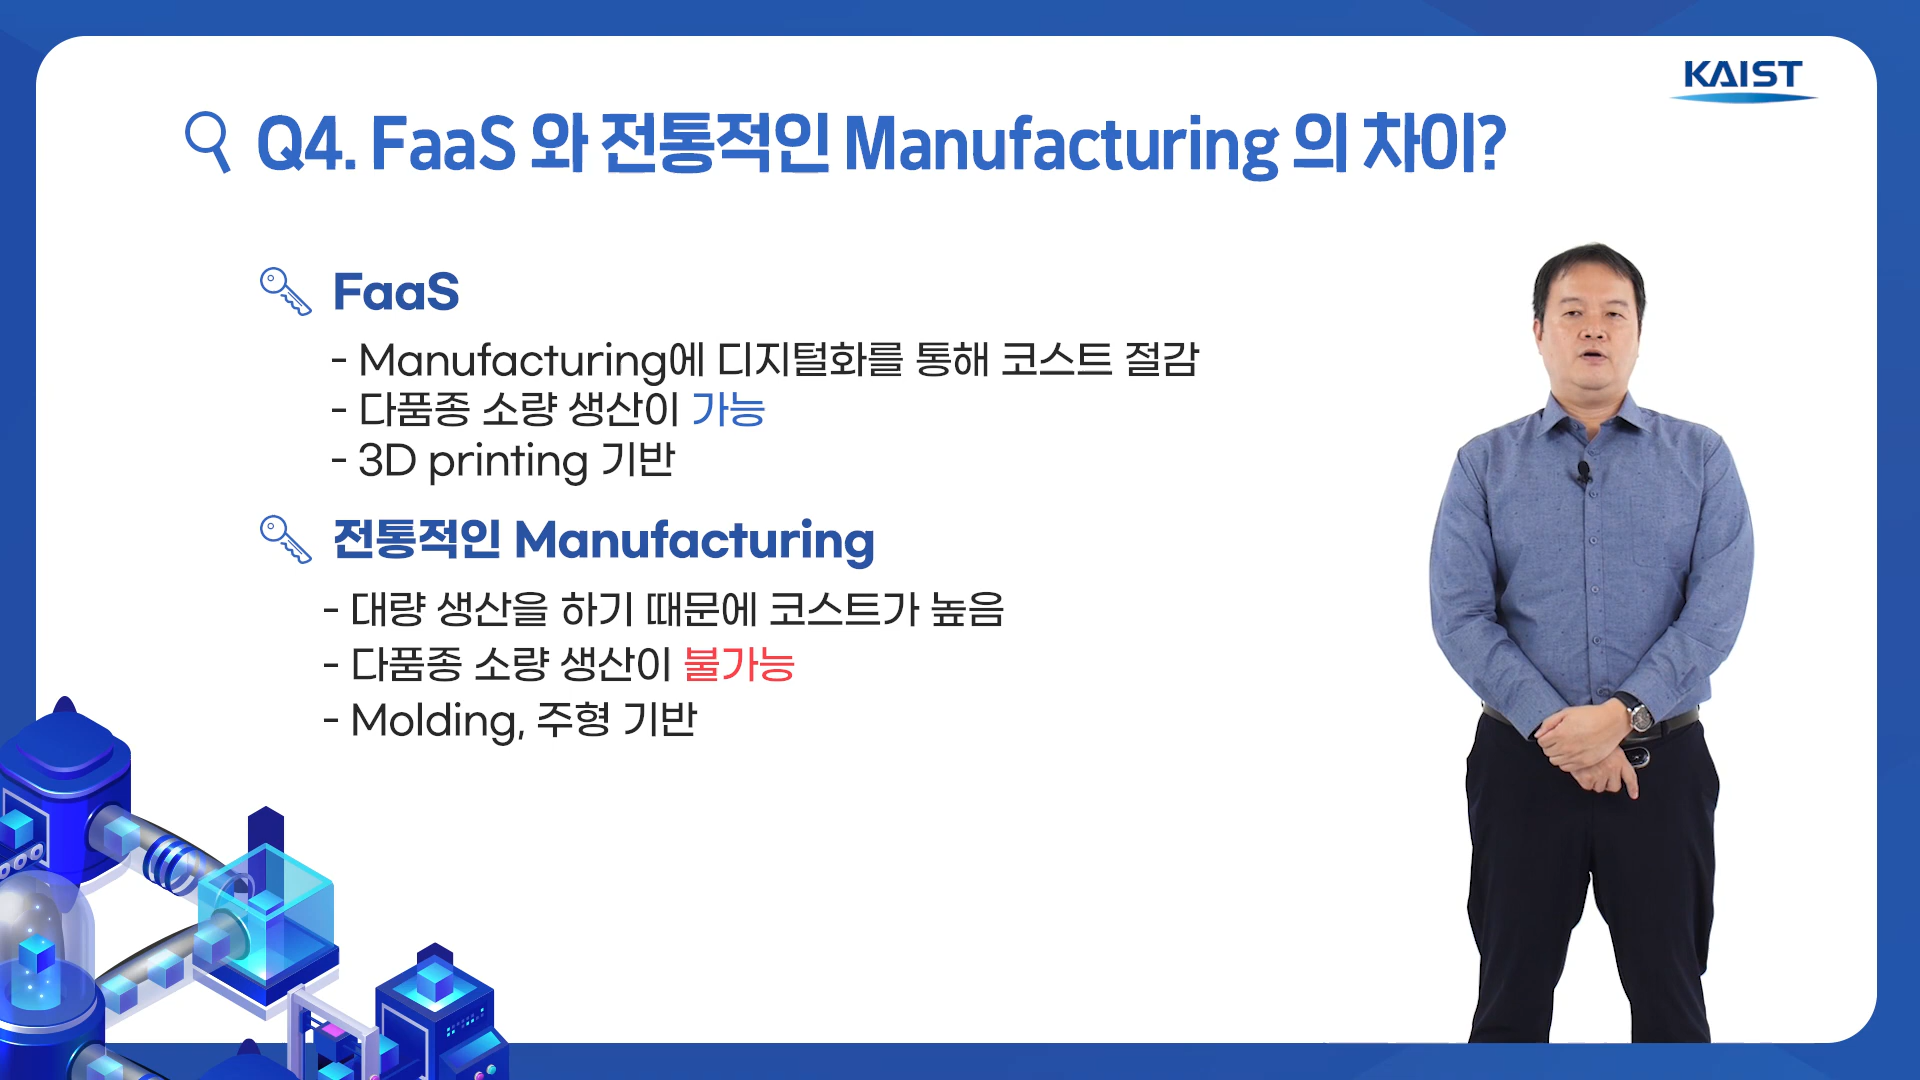 KAIST
Q4. FaaS 와 전통적인 Manufacturing 의 차이?
FaaS
- Manufacturing에 디지털화를 통해 코스트 절감
- 다품종 소량 생산이 가능
- 3D printing 기반
전통적인 Manufacturing
- 대량 생산을 하기 때문에 코스트가 높음
- 다품종 소량 생산이 불가능
- Molding, 주형 기반